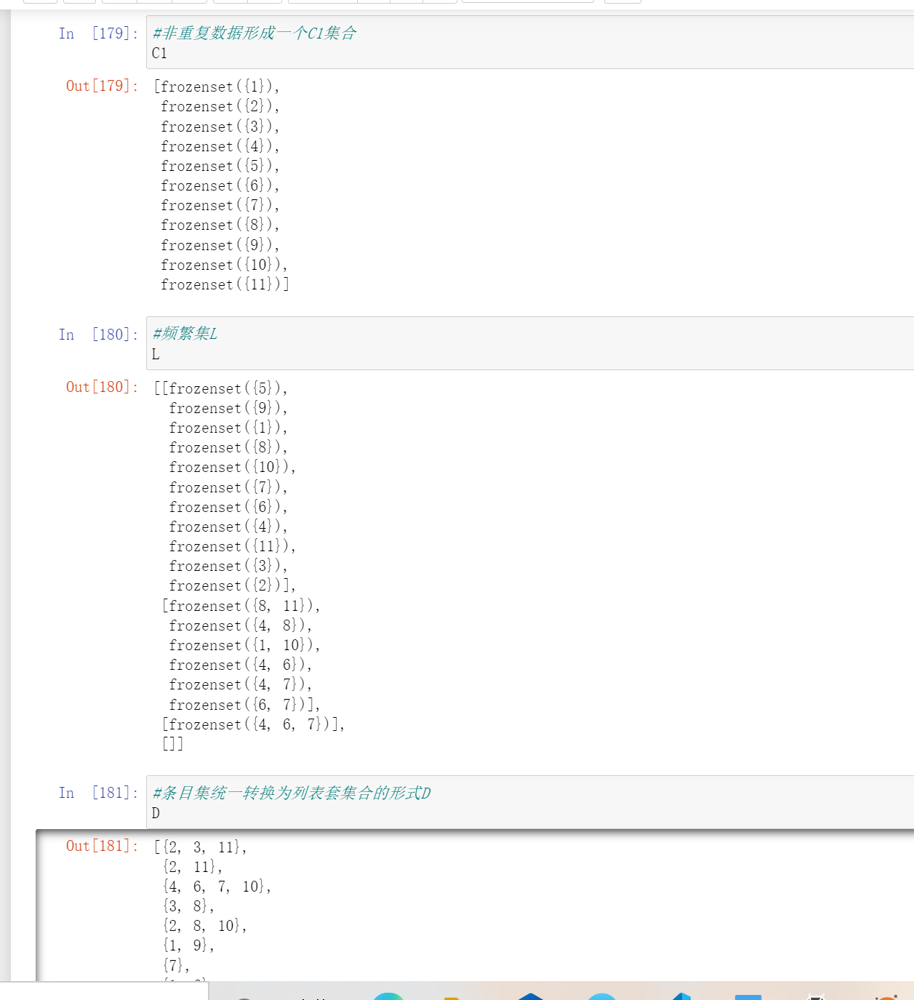 In [179]: #非重复数据形成一个C1集合
C1
Out[179]: [frozenset({1}),
frozenset({2}),
frozenset({3}),
frozenset({4}),
frozenset({5}),
frozenset({6}),
frozenset({7}),
frozenset({8}),
frozenset({9}),
frozenset({10}),
frozenset({11})]
In [180]: #频繁集L
L
Out[180]: [[frozenset({5}),
frozenset({9}),
frozenset({1}),
frozenset({8}),
frozenset({10}),
frozenset({7}),
frozenset({6}),
frozenset({4}),
frozenset({11}),
frozenset({3}),
frozenset({2})],
[frozenset({8, 11}),
frozenset({4, 8}),
frozenset({1, 10}),
frozenset({4, 6}),
frozenset({4, 7}),
frozenset({6, 7})],
[frozenset({4, 6, 7})],
[]]
In [181]: #条目集统一转换为列表套集合的形式D
D
Out[181]: [{2, 3, 11},
{2, 11},
{4, 6, 7, 10},
{3, 8},
{2, 8, 10},
{1, 9},
{7},